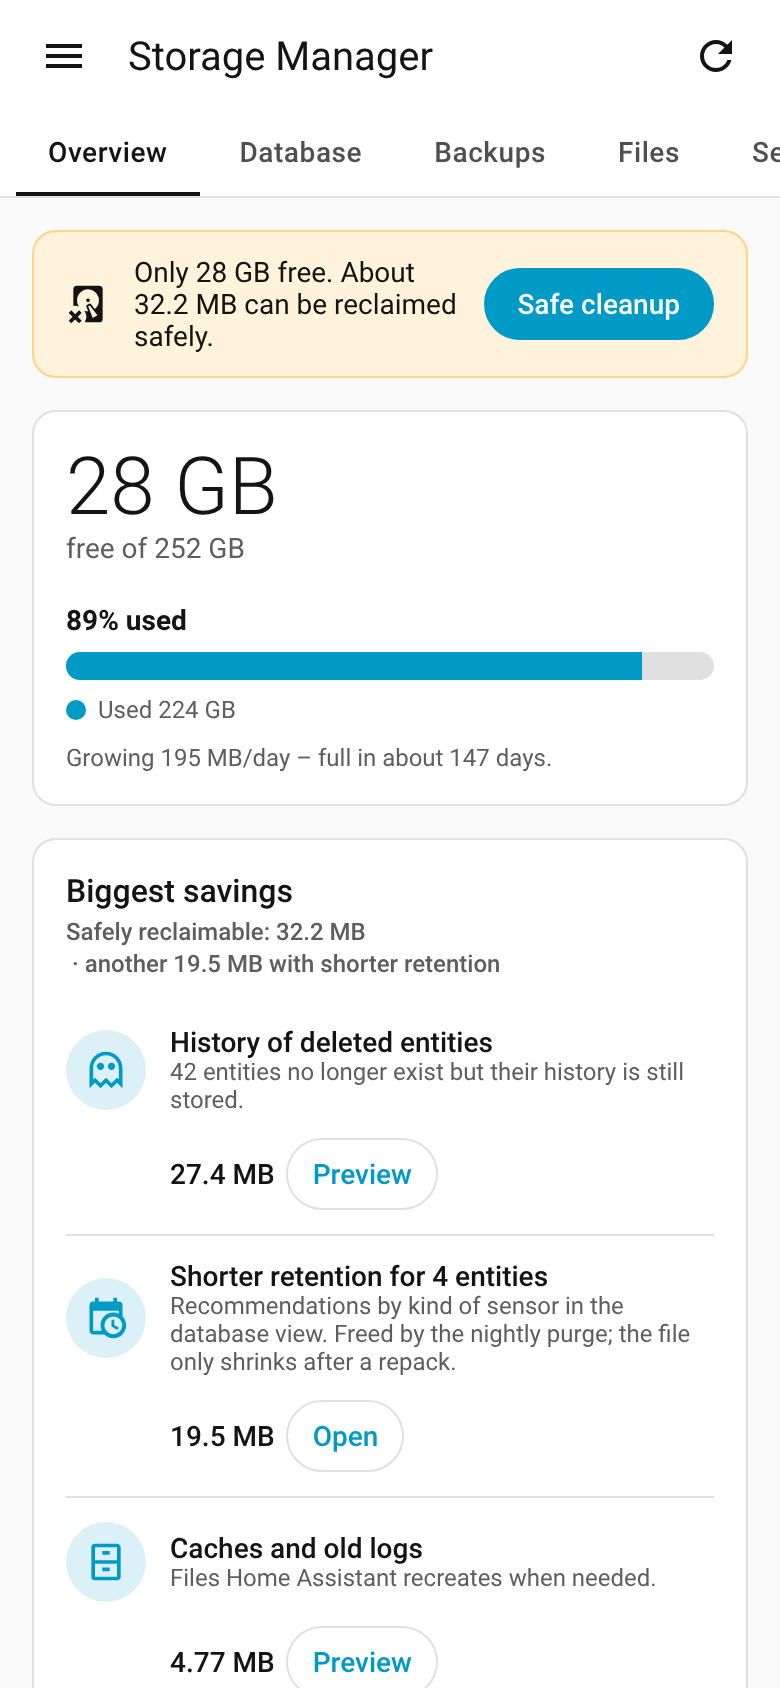 Storage Manager
Overview
Database
Backups
Files
Se
Only 28 GB free. About
32.2 MB can be reclaimed
safely.
Safe cleanup
28 GB
free of 252 GB
89% used
Used 224 GB
Growing 195 MB/day – full in about 147 days.
Biggest savings
Safely reclaimable: 32.2 MB
· another 19.5 MB with shorter retention
History of deleted entities
42 entities no longer exist but their history is still
stored.
27.4 MB
Preview
Shorter retention for 4 entities
Recommendations by kind of sensor in the
database view. Freed by the nightly purge; the file
only shrinks after a repack.
19.5 MB
Open
Caches and old logs
Files Home Assistant recreates when needed.
4.77 MB
Preview